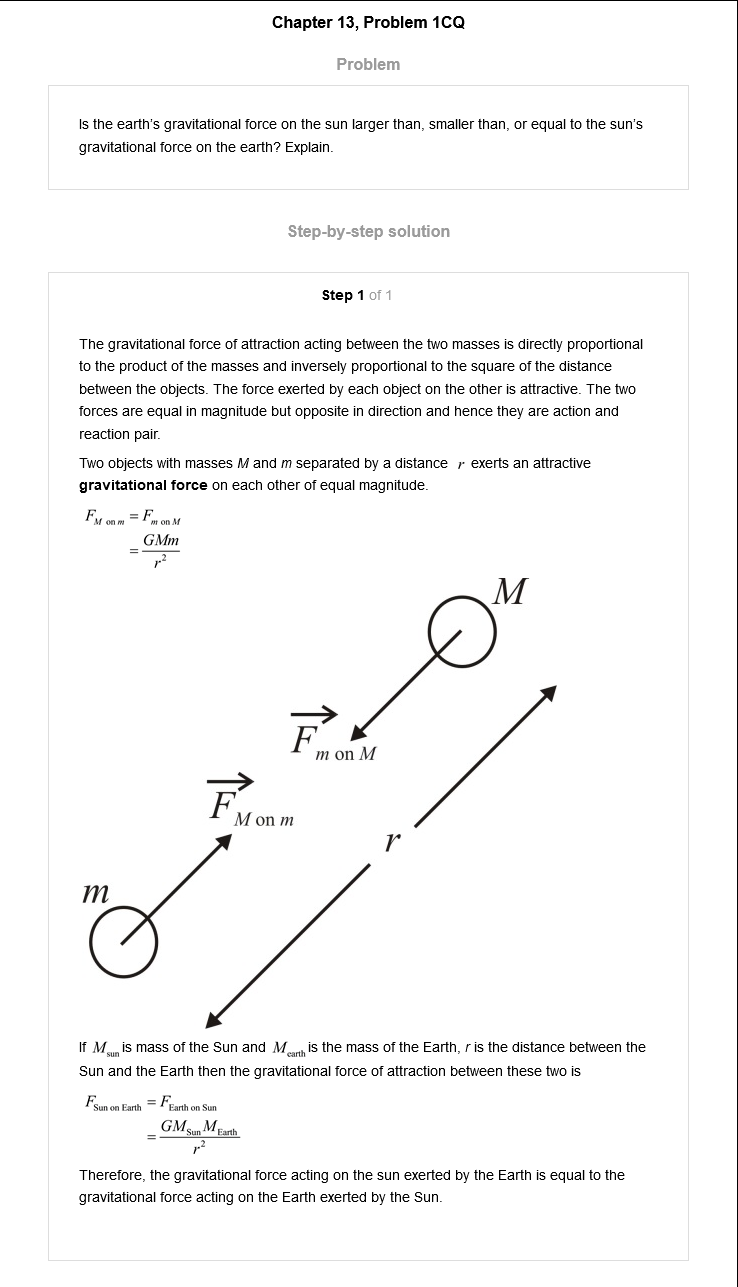 Chapter 13, Problem 1CQ
Problem
Is the earth's gravitational force on the sun larger than, smaller than, or equal to the sun's
gravitational force on the earth? Explain.
Step-by-step solution
Step 1 of 1
The gravitational force of attraction acting between the two masses is directly proportional
to the product of the masses and inversely proportional to the square of the distance
between the objects. The force exerted by each object on the other is attractive. The two
forces are equal in magnitude but opposite in direction and hence they are action and
reaction pair.
Two objects with masses M and m separated by a distance r exerts an attractive
gravitational force on each other of equal magnitude.
F_{M on m} = F_{m on M}
= \frac{GMm}{r^2}
M
\vec{F}_{m on M}
\vec{F}_{M on m}
r
m
If M_{sun} is mass of the Sun and M_{earth} is the mass of the Earth, r is the distance between the
Sun and the Earth then the gravitational force of attraction between these two is
F_{Sun on Earth} = F_{Earth on Sun}
= \frac{GM_{Sun}M_{Earth}}{r^2}
Therefore, the gravitational force acting on the sun exerted by the Earth is equal to the
gravitational force acting on the Earth exerted by the Sun.